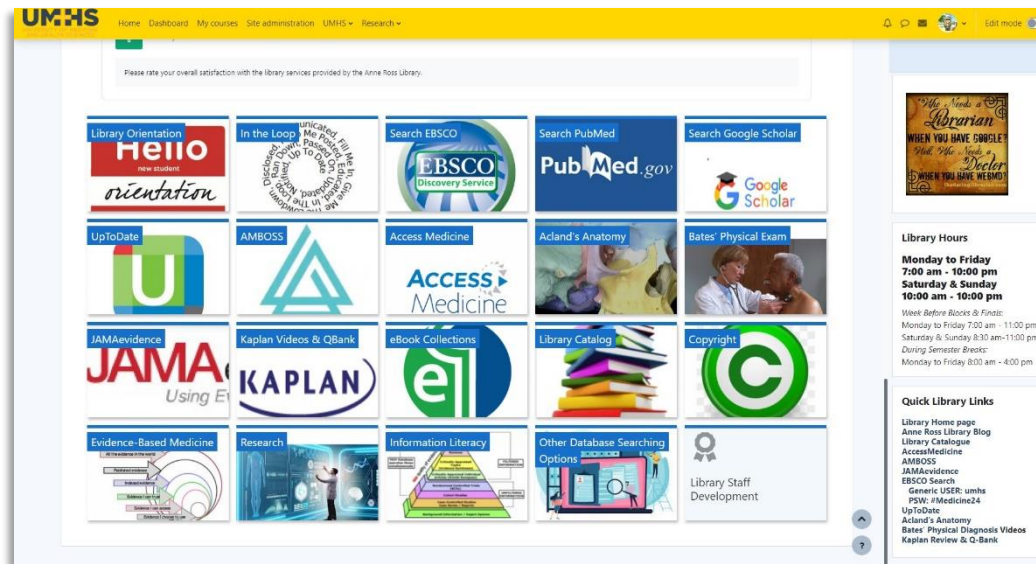 UMHS
Home Dashboard My courses Site administration UMHS Research
Edit mode
Please rate your overall satisfaction with the library services provided by the Anne Ross Library.
Library Orientation
Hello
new student
orientation
In the Loop
Search EBSCO
EBSCO
Discovery Service
Search PubMed
PubMed.gov
Search Google Scholar
Google
Scholar
UpToDate
U
AMBOSS
Access Medicine
ACCESS
Medicine
Acland's Anatomy
Bates' Physical Exam
JAMAevidence
JAMA
Using
Kaplan Videos & QBank
KAPLAN
eBook Collections
e
Library Catalog
Copyright
C
Evidence-Based Medicine
All the evidence in the world
Published evidence
Research
Information Literacy
Other Database Searching
Options
Library Staff
Development
"Who Needs a
Librarian
WHEN YOU HAVE GOOGLE?
Well, Who Needs a
Doctor
WHEN YOU HAVE WEBMD?
Library Hours
Monday to Friday
7:00 am - 10:00 pm
Saturday & Sunday
10:00 am - 10:00 pm
Week Before Blocks & Finals:
Monday to Friday 7:00 am - 11:00 pm
Saturday & Sunday 8:30 am-11:00 pm
During Semester Breaks:
Monday to Friday 8:00 am - 4:00 pm
Quick Library Links
Library Home page
Anne Ross Library Blog
Library Catalogue
AccessMedicine
AMBOSS
JAMAevidence
EBSCO Search
Generic USER: umhs
PSW: #Medicine24
UpToDate
Acland's Anatomy
Bates' Physical Diagnosis Videos
Kaplan Review & Q-Bank
?